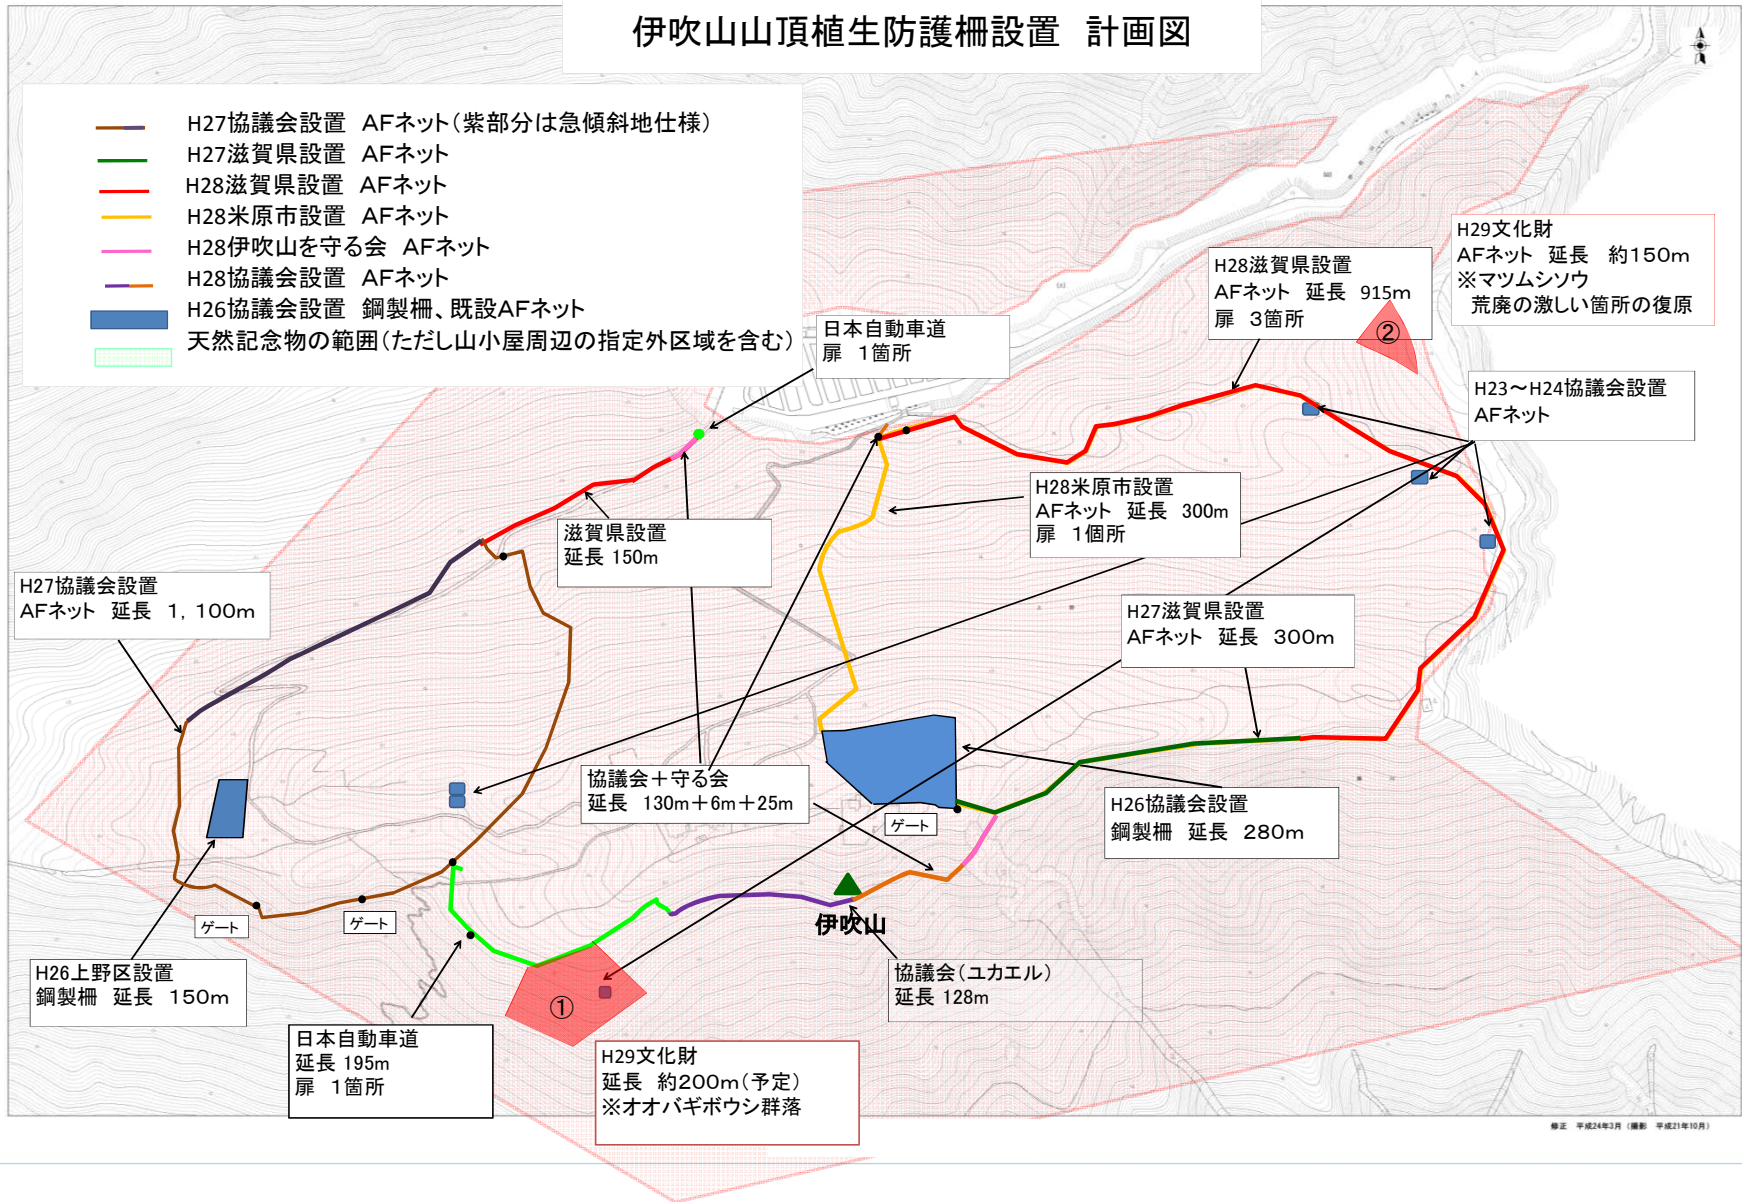 伊吹山山頂植生防護柵設置 計画図
H27協議会設置 AFネット(紫部分は急傾斜地仕様)
H27滋賀県設置 AFネット
H28滋賀県設置 AFネット
H28米原市設置 AFネット
H28伊吹山を守る会 AFネット
H28協議会設置 AFネット
H26協議会設置 鋼製柵、既設AFネット
天然記念物の範囲(ただし山小屋周辺の指定外区域を含む)
H29文化財
AFネット 延長 約150m
※マツムシソウ
荒廃の激しい箇所の復原
H28滋賀県設置
AFネット 延長 915m
扉 3箇所
②
日本自動車道
扉 1箇所
H23～H24協議会設置
AFネット
H28米原市設置
AFネット 延長 300m
扉 1個所
滋賀県設置
延長 150m
H27協議会設置
AFネット 延長 1,100m
H27滋賀県設置
AFネット 延長 300m
協議会＋守る会
延長 130m＋6m＋25m
ゲート
H26協議会設置
鋼製柵 延長 280m
ゲート
ゲート
伊吹山
H26上野区設置
鋼製柵 延長 150m
協議会(ユカエル)
延長 128m
①
日本自動車道
延長 195m
扉 1箇所
H29文化財
延長 約200m(予定)
※オオバギボウシ群落
修正 平成24年3月 (撮影 平成21年10月)